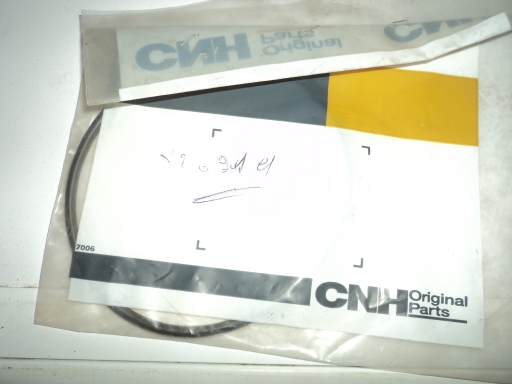 CNH Parts
Original
CNH
7006
CNH Original
Parts